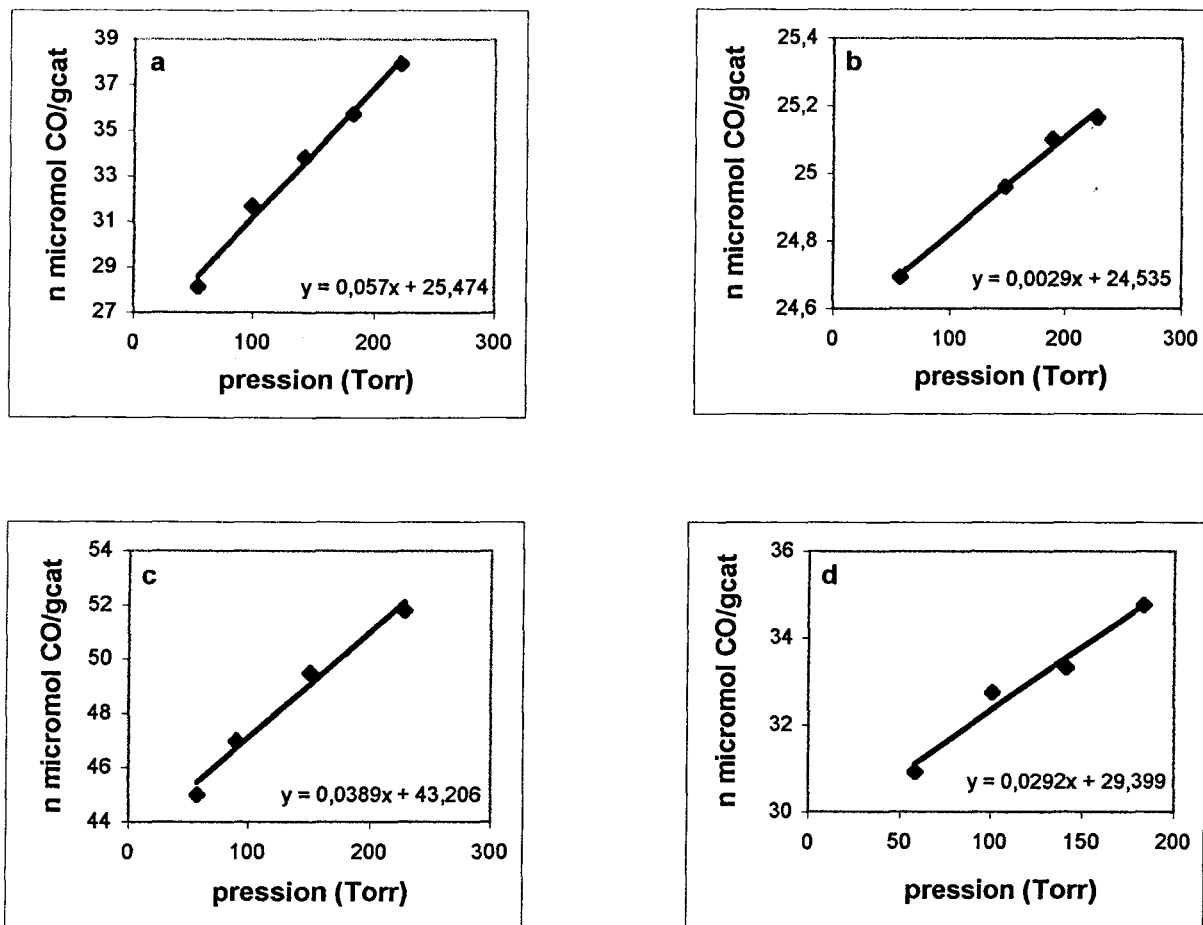 a
n micromol CO/gcat
39
37
35
33
31
29
27
y = 0,057x + 25,474
0
100
200
300
pression (Torr)
b
n micromol CO/gcat
25,4
25,2
25
24,8
24,6
y = 0,0029x + 24,535
0
100
200
300
pression (Torr)
c
n micromol CO/gcat
54
52
50
48
46
44
y = 0,0389x + 43,206
0
100
200
300
pression (Torr)
d
n micromol CO/gcat
36
34
32
30
y = 0,0292x + 29,399
0
50
100
150
200
pression (Torr)